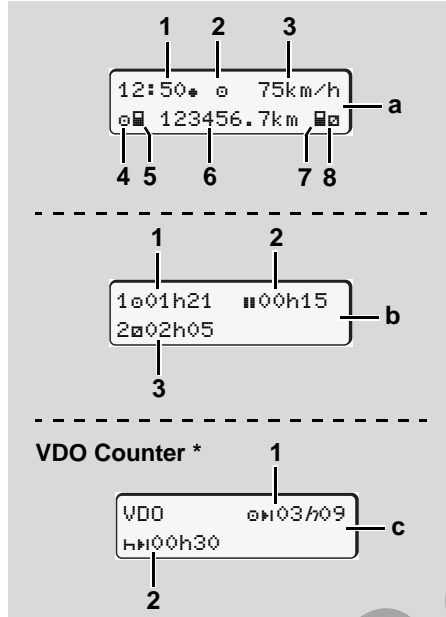 1 2 3
12:50● ⊙ 75km/h
a
⊙ 123456.7km
4 5 6 7 8
1 2
1⊙01h21 00h15
b
2 02h05
3
VDO Counter * 1
VDO ⊙ 03h09
c
00h30
2